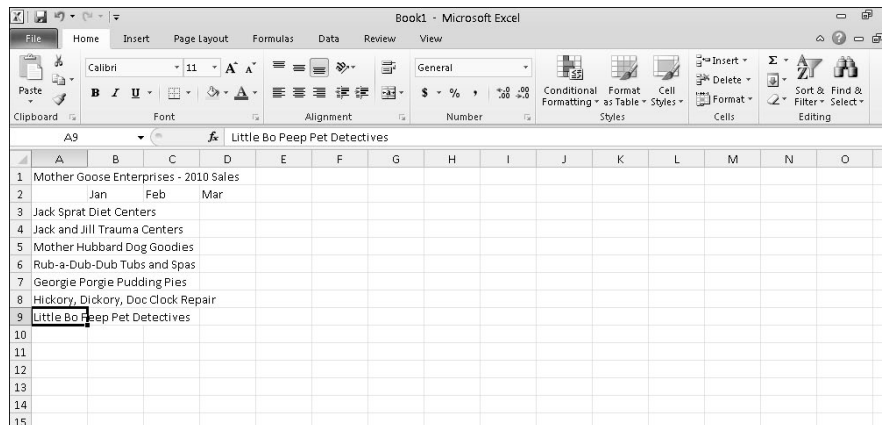 Book1 - Microsoft Excel
File Home Insert Page Layout Formulas Data Review View
Calibri 11 A A General Σ Insert Delete Format
Paste B I U A $ % , .00 .0 Conditional Formatting Format as Table Cell Styles Sort & Filter Find & Select
Clipboard Font Alignment Number Styles Cells Editing
A9 fx Little Bo Peep Pet Detectives
A B C D E F G H I J K L M N O
1 Mother Goose Enterprises - 2010 Sales
2 Jan Feb Mar
3 Jack Sprat Diet Centers
4 Jack and Jill Trauma Centers
5 Mother Hubbard Dog Goodies
6 Rub-a-Dub-Dub Tubs and Spas
7 Georgie Porgie Pudding Pies
8 Hickory, Dickory, Doc Clock Repair
9 Little Bo Peep Pet Detectives
10
11
12
13
14
15